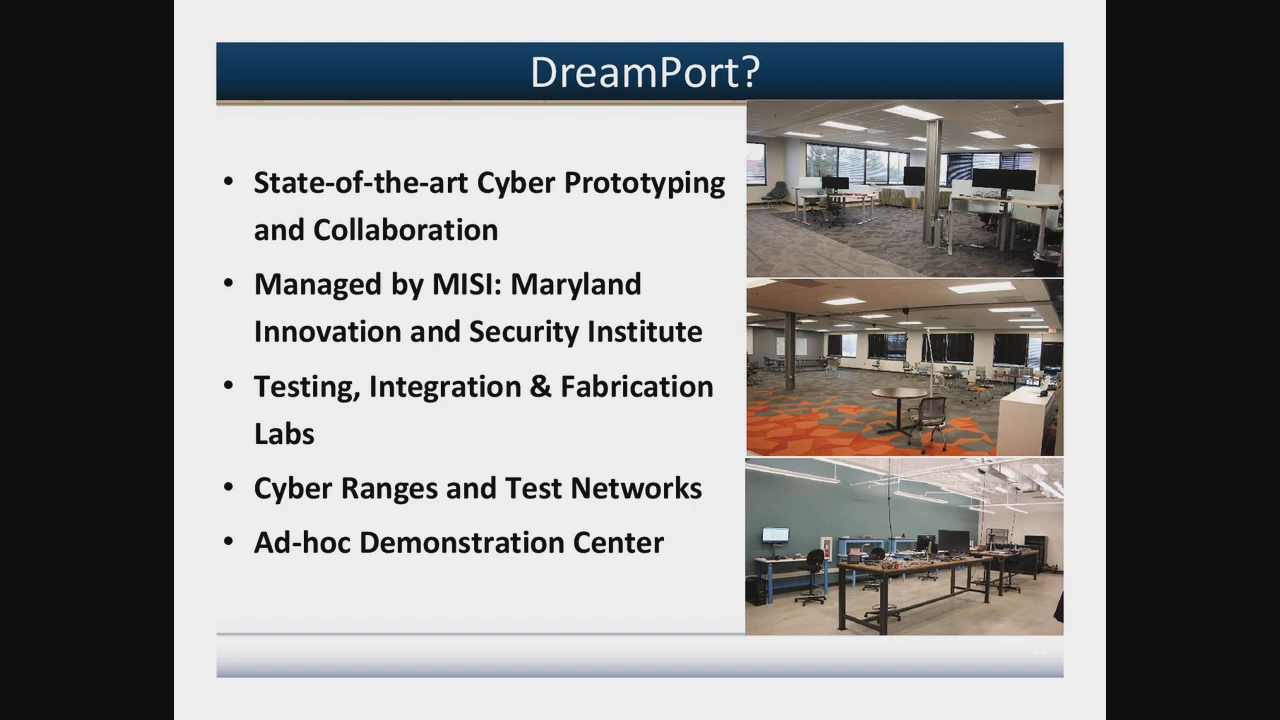 DreamPort?
• State-of-the-art Cyber Prototyping
and Collaboration
• Managed by MISI: Maryland
Innovation and Security Institute
• Testing, Integration & Fabrication
Labs
• Cyber Ranges and Test Networks
• Ad-hoc Demonstration Center